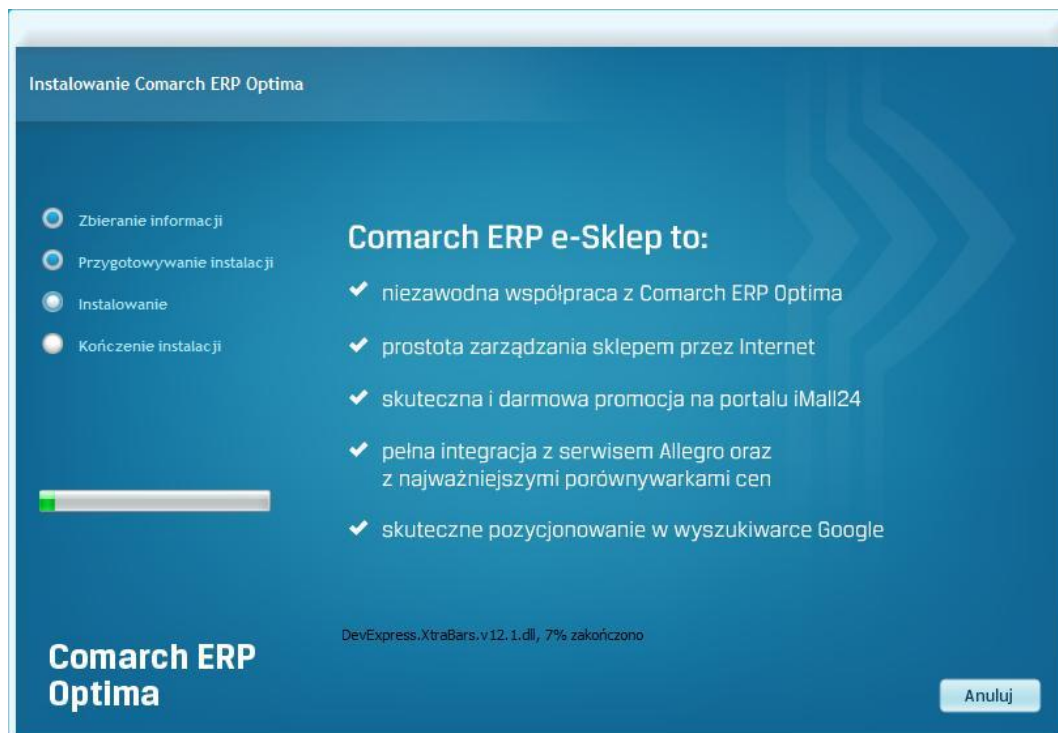 Instalowanie Comarch ERP Optima
Zbieranie informacji
Przygotowywanie instalacji
Instalowanie
Kończenie instalacji
Comarch ERP e-Sklep to:
niezawodna współpraca z Comarch ERP Optima
prostota zarządzania sklepem przez Internet
skuteczna i darmowa promocja na portalu iMall24
pełna integracja z serwisem Allegro oraz
z najważniejszymi porównywarkami cen
skuteczne pozycjonowanie w wyszukiwarce Google
DevExpress.XtraBars.v12.1.dll, 7% zakończono
Comarch ERP
Optima
Anuluj